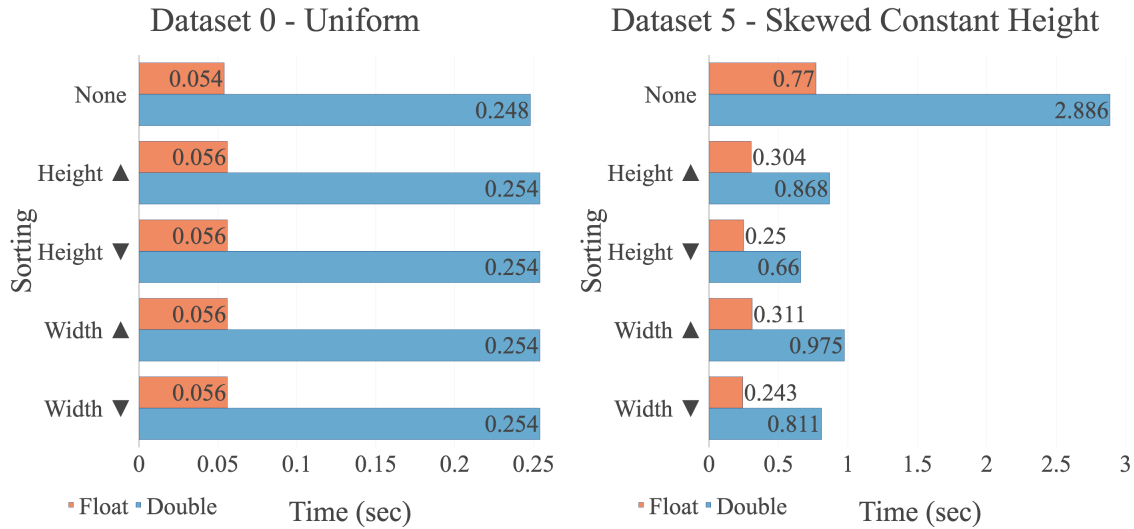 Dataset 0 - Uniform
Sorting
None
0.054
0.248
Height ▲
0.056
0.254
Height ▼
0.056
0.254
Width ▲
0.056
0.254
Width ▼
0.056
0.254
0 0.05 0.1 0.15 0.2 0.25
Float Double
Time (sec)
Dataset 5 - Skewed Constant Height
Sorting
None
0.77
2.886
Height ▲
0.304
0.868
Height ▼
0.25
0.66
Width ▲
0.311
0.975
Width ▼
0.243
0.811
0 0.5 1 1.5 2 2.5 3
Float Double
Time (sec)